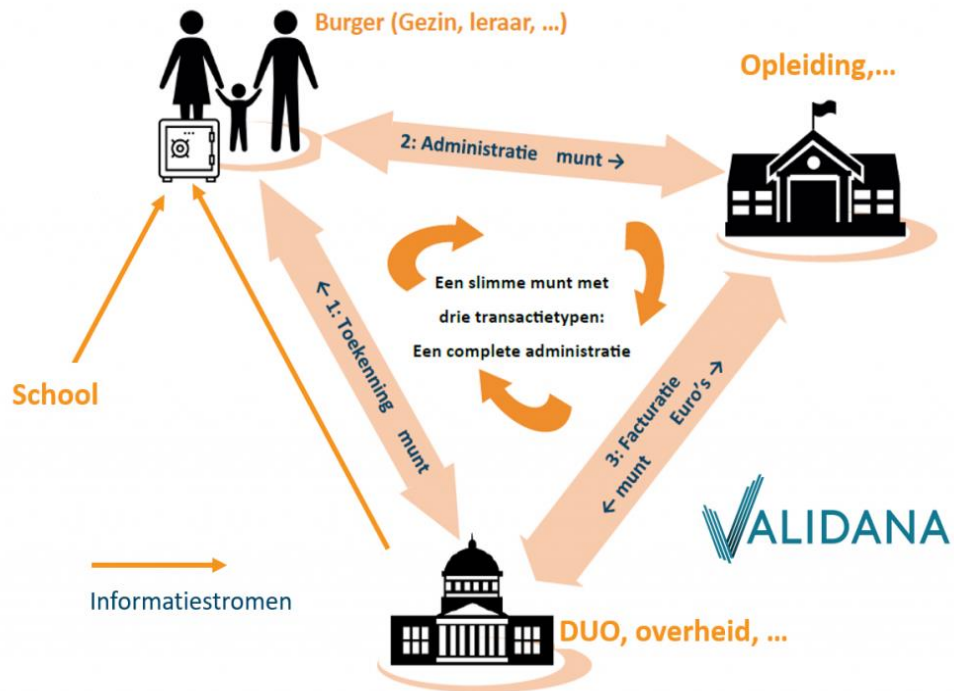 Burger (Gezin, leraar, …)
Opleiding,…
2: Administratie munt →
Een slimme munt met
drie transactietypen:
Een complete administratie
← 1: Toekenning munt
3: Facturatie Euro's →
← munt
School
VALIDANA
Informatiestromen
DUO, overheid, …